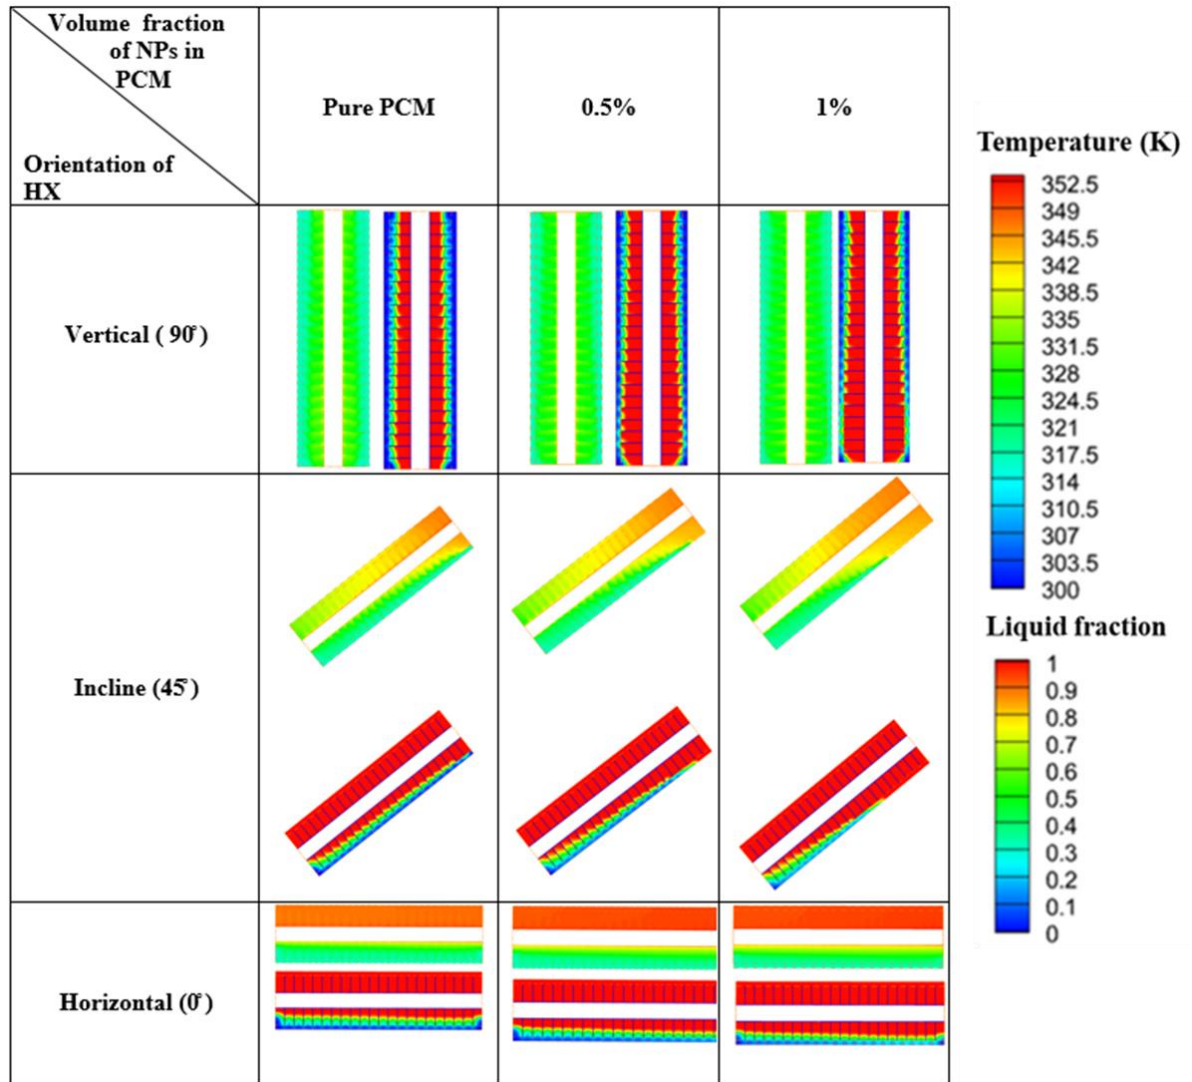 Volume fraction
of NPs in
PCM
Orientation of
HX
Pure PCM
0.5%
1%
Vertical ( 90°)
Incline (45°)
Horizontal (0°)
Temperature (K)
352.5
349
345.5
342
338.5
335
331.5
328
324.5
321
317.5
314
310.5
307
303.5
300
Liquid fraction
1
0.9
0.8
0.7
0.6
0.5
0.4
0.3
0.2
0.1
0